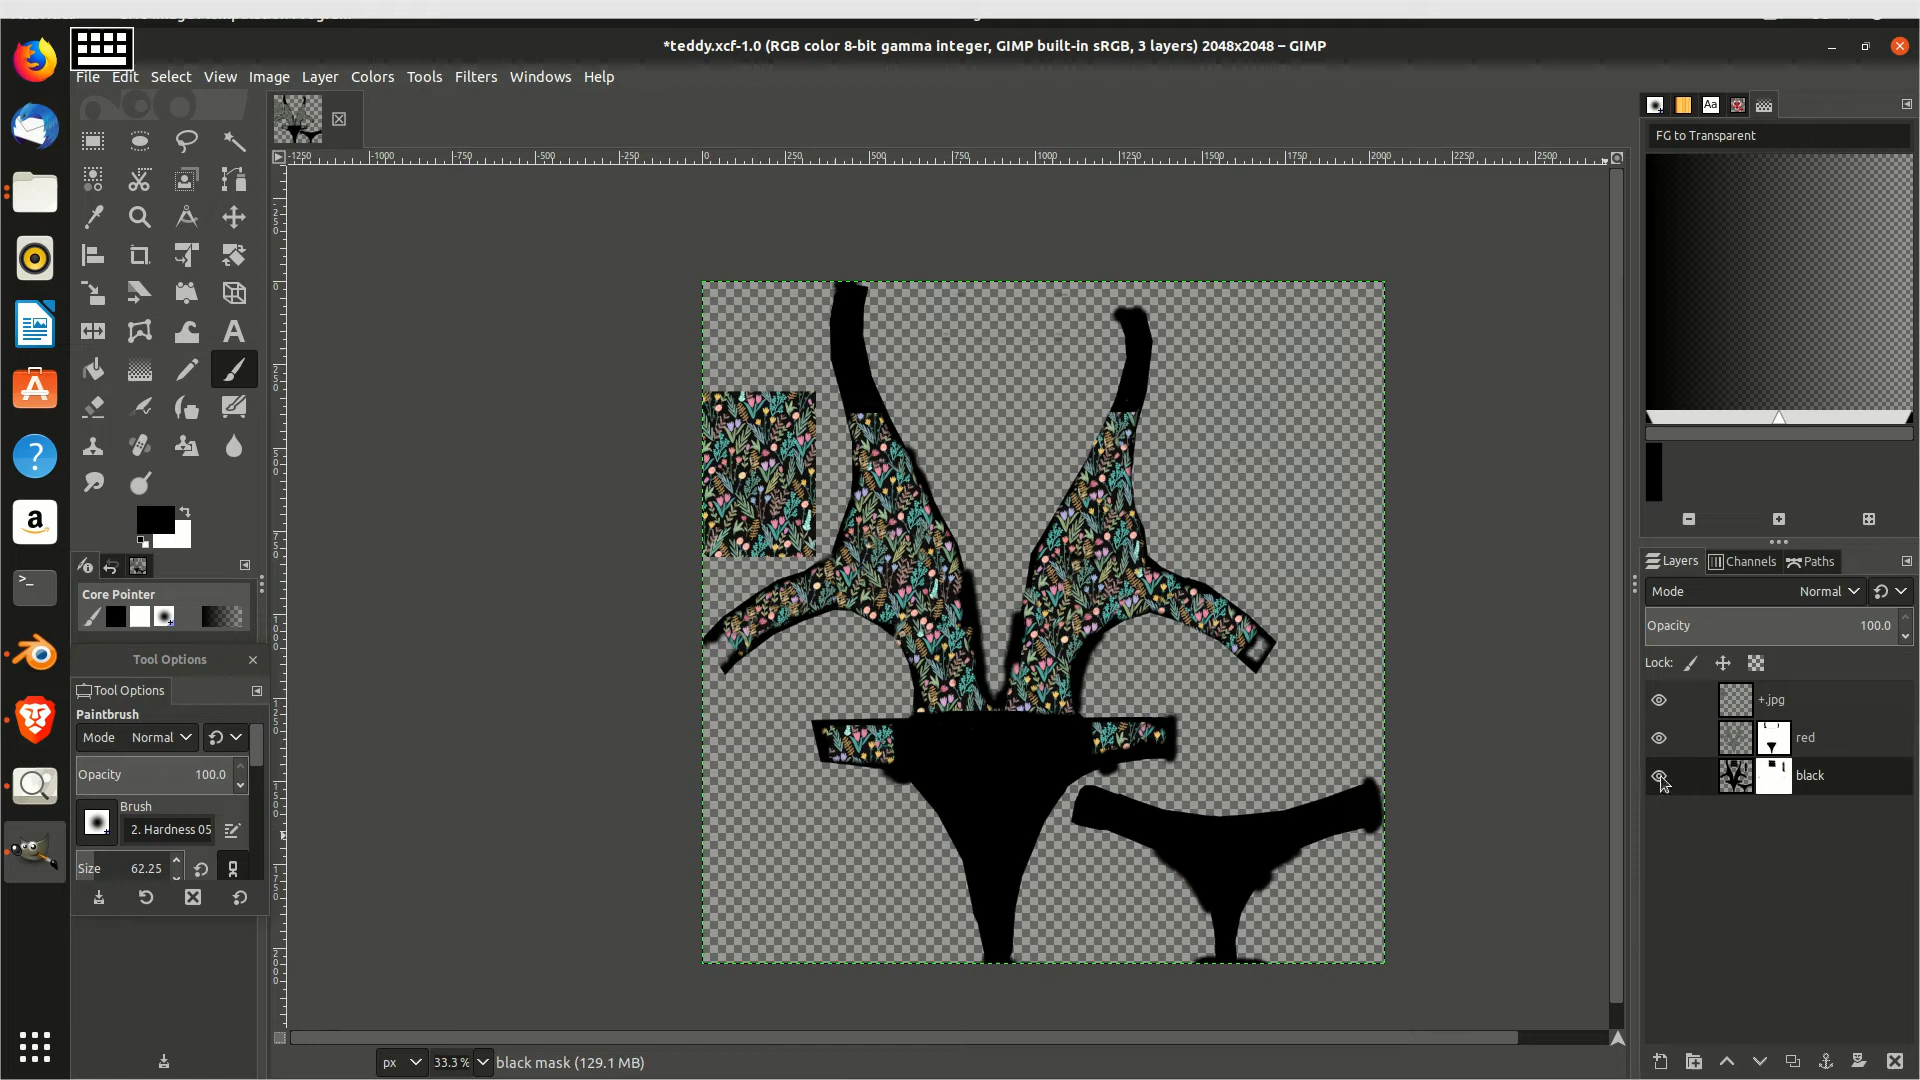 *teddy.xcf-1.0 (RGB color 8-bit gamma integer, GIMP built-in sRGB, 3 layers) 2048x2048 – GIMP
File Edit Select View Image Layer Colors Tools Filters Windows Help
Aa
FG to Transparent
-1250 -1000 -750 -500 -250 0 250 500 750 1000 1250 1500 1750 2000 2250 2500
Core Pointer
Tool Options
Tool Options
Paintbrush
Mode Normal
Opacity 100.0
Brush
2. Hardness 05
Size 62.25
Layers Channels Paths
Mode Normal
Opacity 100.0
Lock:
+.jpg
red
black
px 33.3 % black mask (129.1 MB)